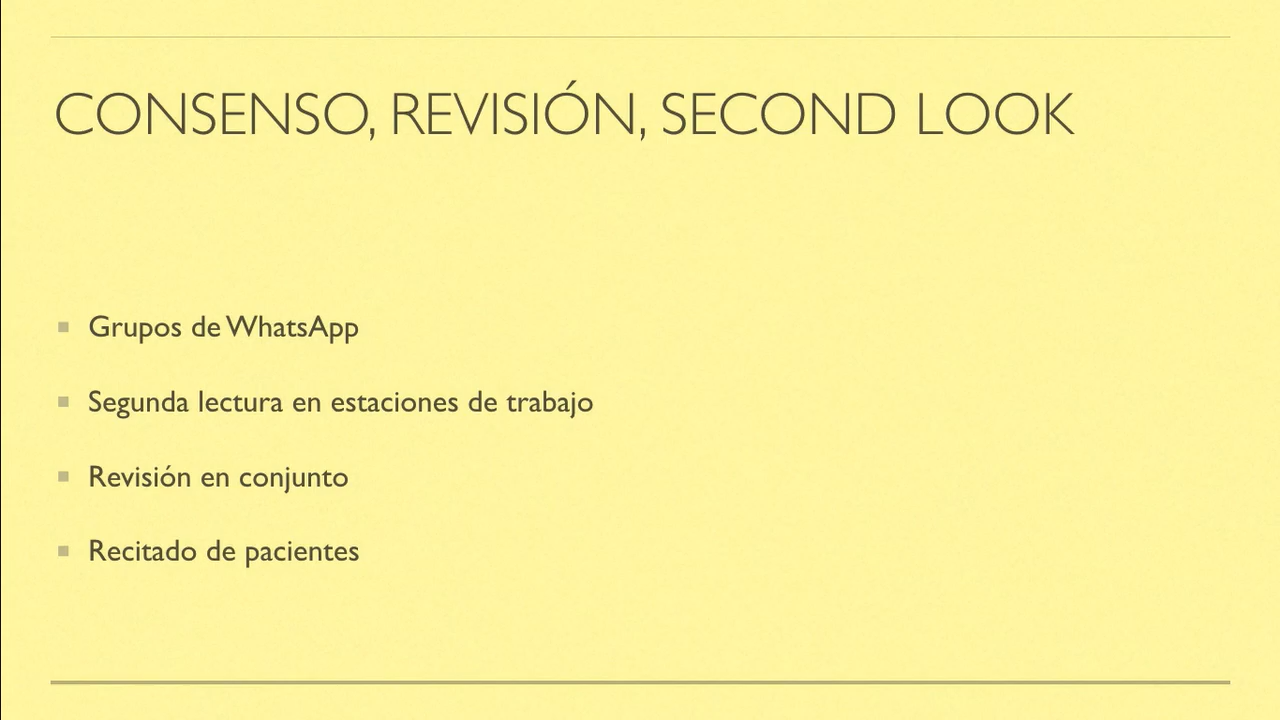 CONSENSO, REVISIÓN, SECOND LOOK
Grupos de WhatsApp
Segunda lectura en estaciones de trabajo
Revisión en conjunto
Recitado de pacientes